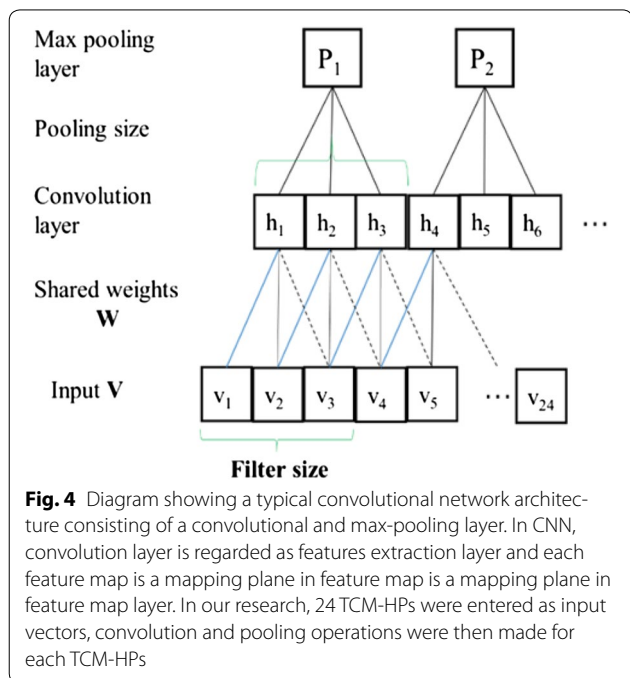 Max pooling
layer
P1 P2
Pooling size
Convolution
layer
h1 h2 h3 h4 h5 h6 ...
Shared weights
W
Input V
v1 v2 v3 v4 v5 ... v24
Filter size
Fig. 4 Diagram showing a typical convolutional network architec-
ture consisting of a convolutional and max-pooling layer. In CNN,
convolution layer is regarded as features extraction layer and each
feature map is a mapping plane in feature map is a mapping plane in
feature map layer. In our research, 24 TCM-HPs were entered as input
vectors, convolution and pooling operations were then made for
each TCM-HPs